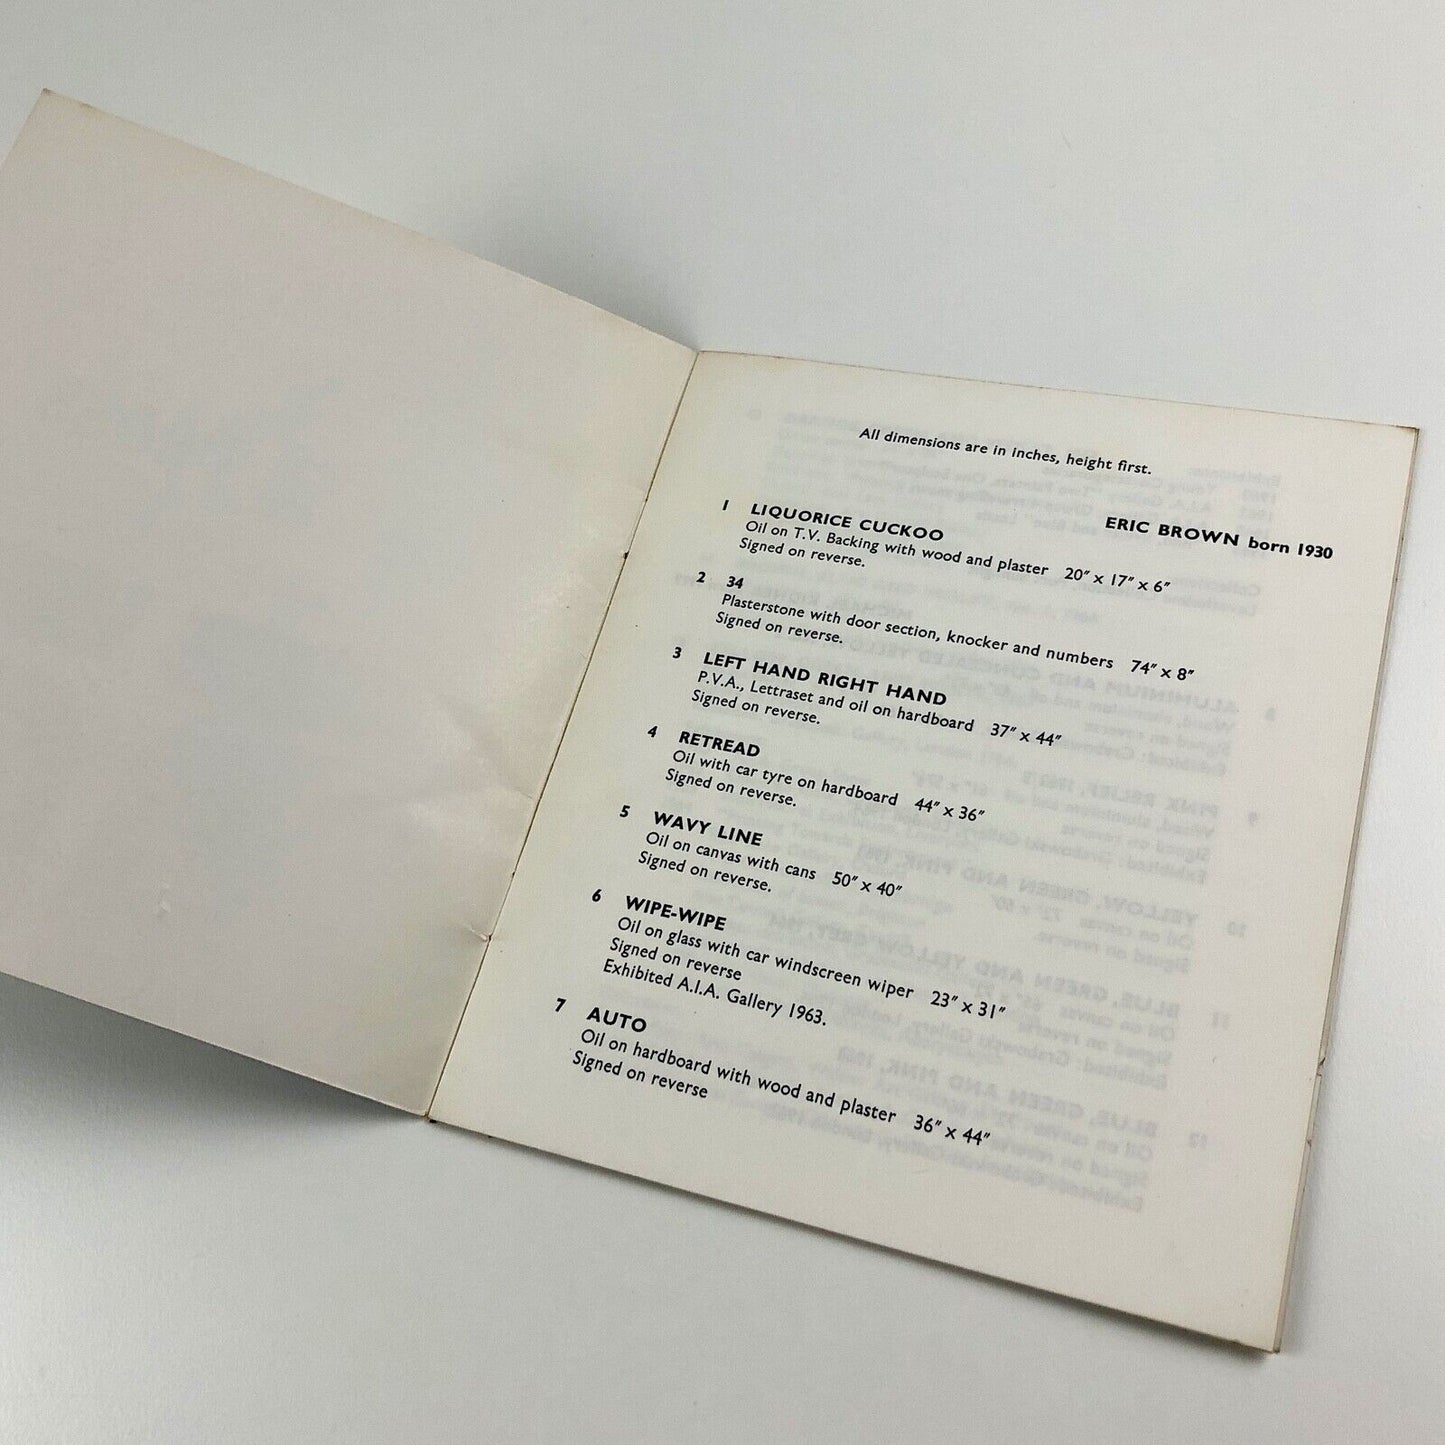 All dimensions are in inches, height first.
ERIC BROWN born 1930
1 LIQUORICE CUCKOO
Oil on T.V. Backing with wood and plaster 20" x 17" x 6"
Signed on reverse.
2 34
Plasterstone with door section, knocker and numbers 74" x 8"
Signed on reverse.
3 LEFT HAND RIGHT HAND
P.V.A., Lettraset and oil on hardboard 37" x 44"
Signed on reverse.
4 RETREAD
Oil with car tyre on hardboard 44" x 36"
Signed on reverse.
5 WAVY LINE
Oil on canvas with cans 50" x 40"
Signed on reverse.
6 WIPE-WIPE
Oil on glass with car windscreen wiper 23" x 31"
Signed on reverse
Exhibited A.I.A. Gallery 1963.
7 AUTO
Oil on hardboard with wood and plaster 36" x 44"
Signed on reverse